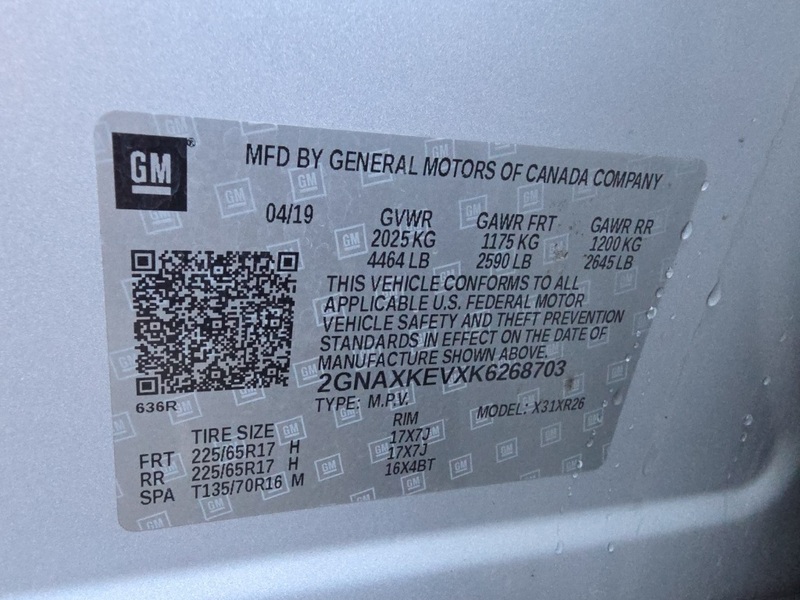 GM
MFD BY GENERAL MOTORS OF CANADA COMPANY
04/19 GVWR GAWR FRT GAWR RR
2025 KG 1175 KG 1200 KG
4464 LB 2590 LB 2645 LB
THIS VEHICLE CONFORMS TO ALL
APPLICABLE U.S. FEDERAL MOTOR
VEHICLE SAFETY AND THEFT PREVENTION
STANDARDS IN EFFECT ON THE DATE OF
MANUFACTURE SHOWN ABOVE.
2GNAXKEVXK6268703
636R
TYPE: M.P.V. MODEL: X31XR26
TIRE SIZE RIM
FRT 225/65R17 H 17X7J
RR 225/65R17 H 17X7J
SPA T135/70R16 M 16X4BT